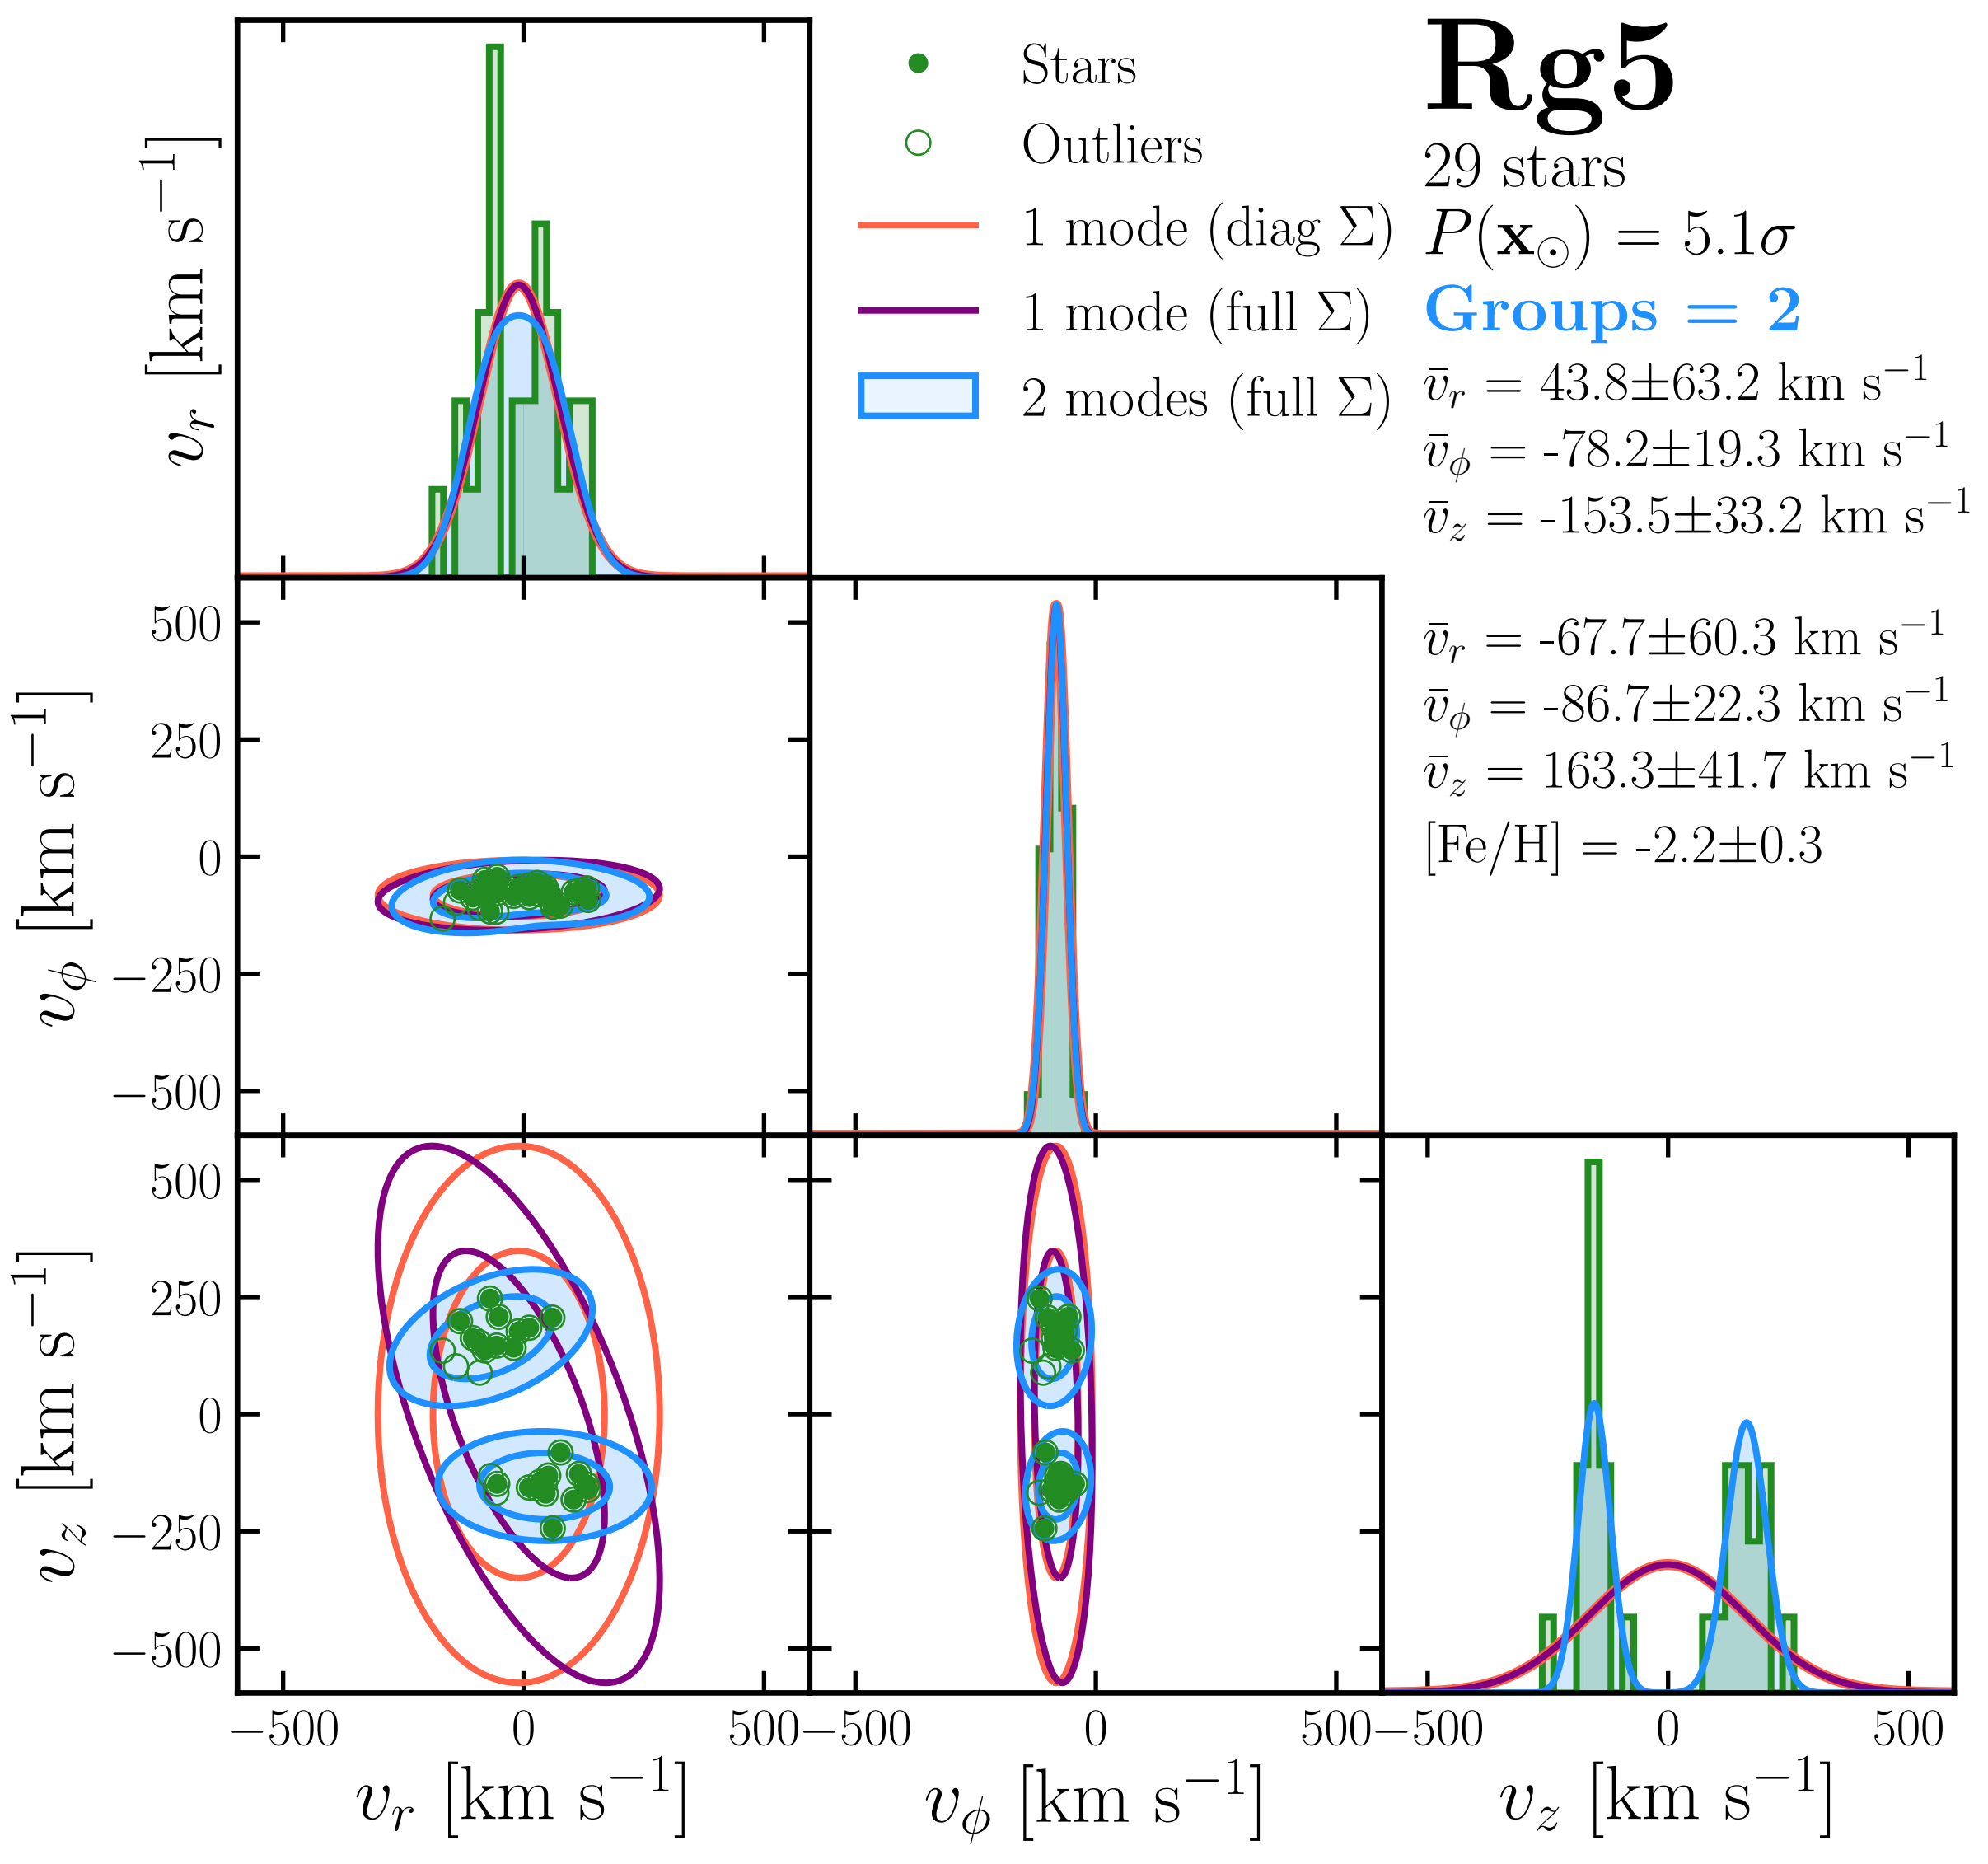 Rg5
29 stars
P(x⊙) = 5.1σ
Groups = 2
v̄r = 43.8±63.2 km s−1
v̄ϕ = -78.2±19.3 km s−1
v̄z = -153.5±33.2 km s−1
v̄r = -67.7±60.3 km s−1
v̄ϕ = -86.7±22.3 km s−1
v̄z = 163.3±41.7 km s−1
[Fe/H] = -2.2±0.3
Stars
Outliers
1 mode (diag Σ)
1 mode (full Σ)
2 modes (full Σ)
vr [km s−1]
vϕ [km s−1]
500
250
0
−250
−500
vz [km s−1]
500
250
0
−250
−500
−500 0 500
−500 0 500
−500 0 500
vr [km s−1]
vϕ [km s−1]
vz [km s−1]